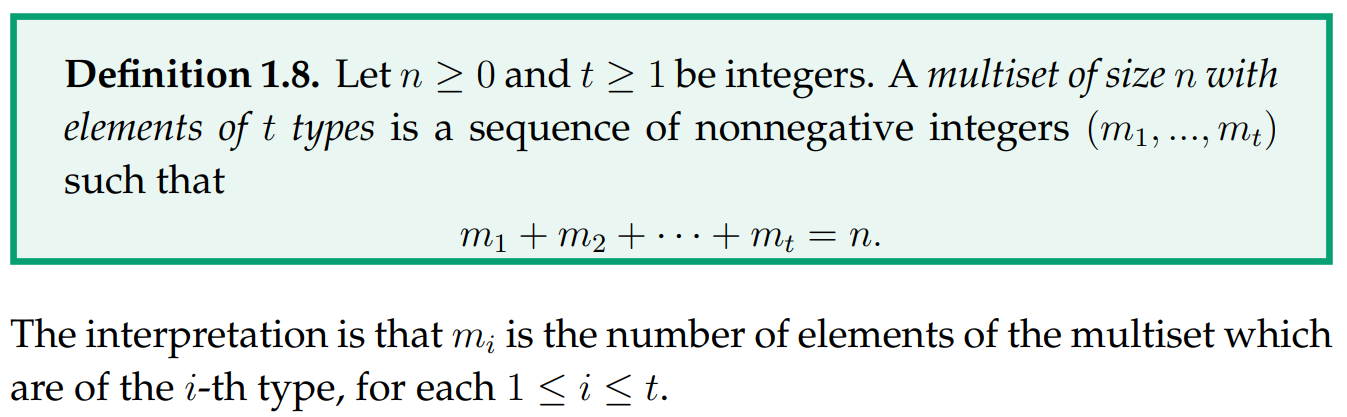 Definition 1.8. Let n ≥ 0 and t ≥ 1 be integers. A multiset of size n with
elements of t types is a sequence of nonnegative integers (m₁, ..., mₜ)
such that
m₁ + m₂ + · · · + mₜ = n.
The interpretation is that mᵢ is the number of elements of the multiset which
are of the i-th type, for each 1 ≤ i ≤ t.